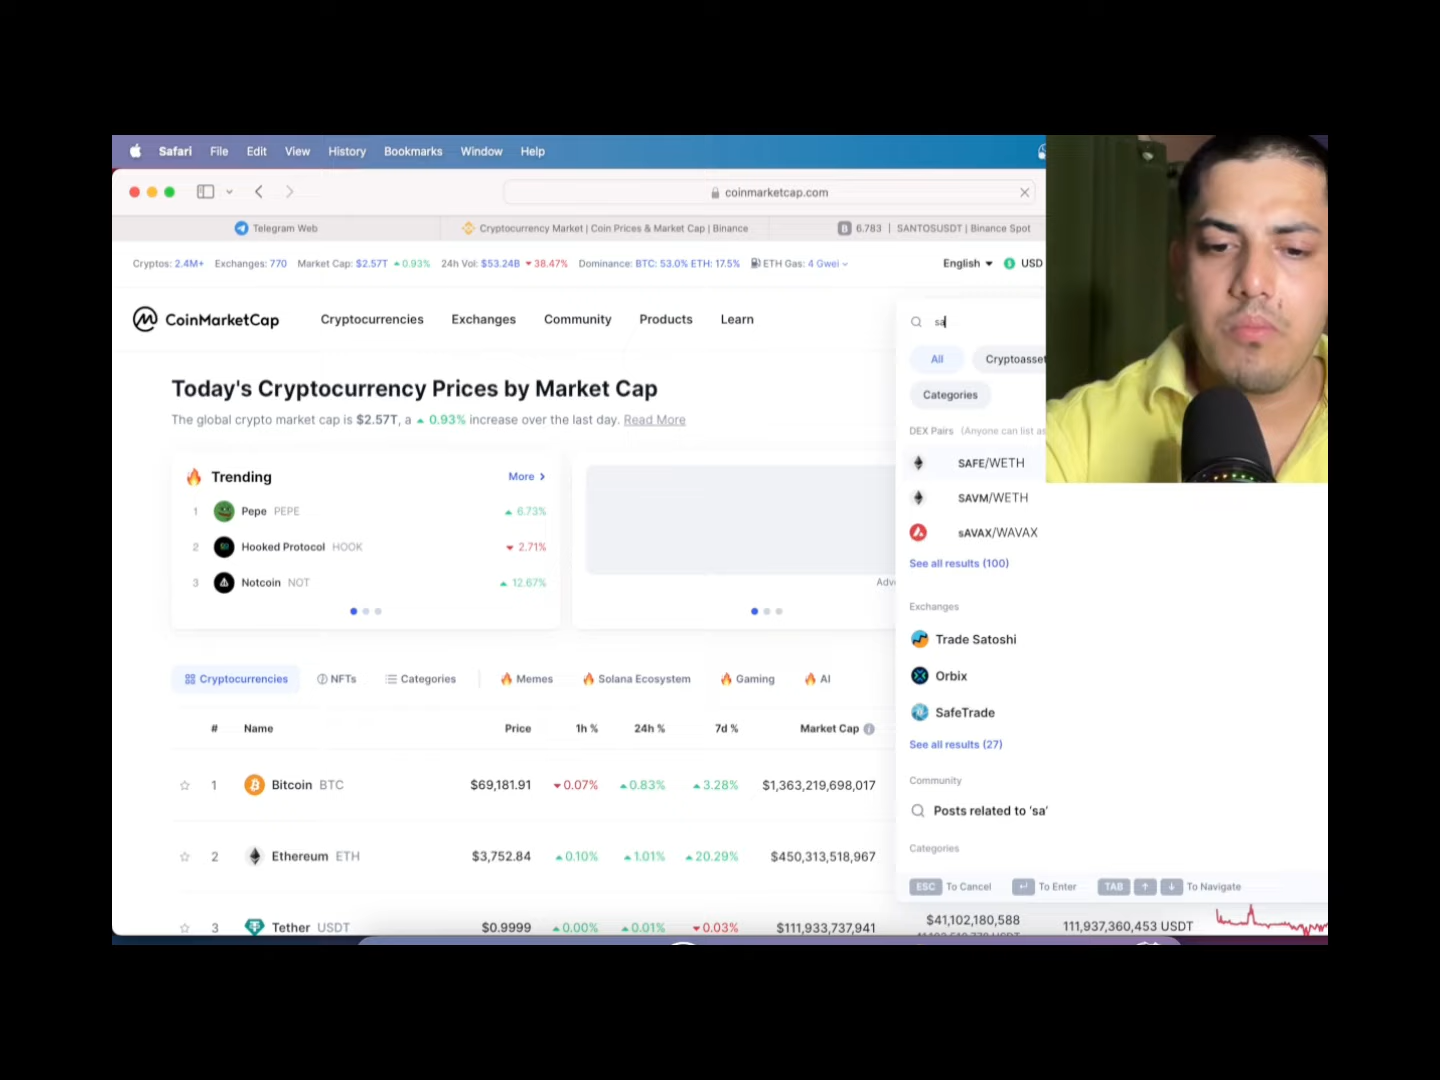 Safari File Edit View History Bookmarks Window Help
coinmarketcap.com
Telegram Web Cryptocurrency Market | Coin Prices & Market Cap | Binance B 6.783 | SANTOSUSDT | Binance Spot
Cryptos: 2.4M+ Exchanges: 770 Market Cap: $2.57T 0.93% 24h Vol: $53.24B 38.47% Dominance: BTC: 53.0% ETH: 17.5% ETH Gas: 4 Gwei English USD
CoinMarketCap Cryptocurrencies Exchanges Community Products Learn
sa
All Cryptoasset
Categories
Today's Cryptocurrency Prices by Market Cap
The global crypto market cap is $2.57T, a 0.93% increase over the last day. Read More
DEX Pairs (Anyone can list as
SAFE/WETH
SAVM/WETH
sAVAX/WAVAX
See all results (100)
Trending More
1 Pepe PEPE 6.73%
2 Hooked Protocol HOOK 2.71%
3 Notcoin NOT 12.67%
Adv
Exchanges
Trade Satoshi
Orbix
SafeTrade
See all results (27)
Community
Posts related to 'sa'
Categories
ESC To Cancel To Enter TAB To Navigate
Cryptocurrencies NFTs Categories Memes Solana Ecosystem Gaming AI
# Name Price 1h % 24h % 7d % Market Cap
1 Bitcoin BTC $69,181.91 0.07% 0.83% 3.28% $1,363,219,698,017
2 Ethereum ETH $3,752.84 0.10% 1.01% 20.29% $450,313,518,967
3 Tether USDT $0.9999 0.00% 0.01% 0.03% $111,933,737,941 $41,102,180,588 111,937,360,453 USDT